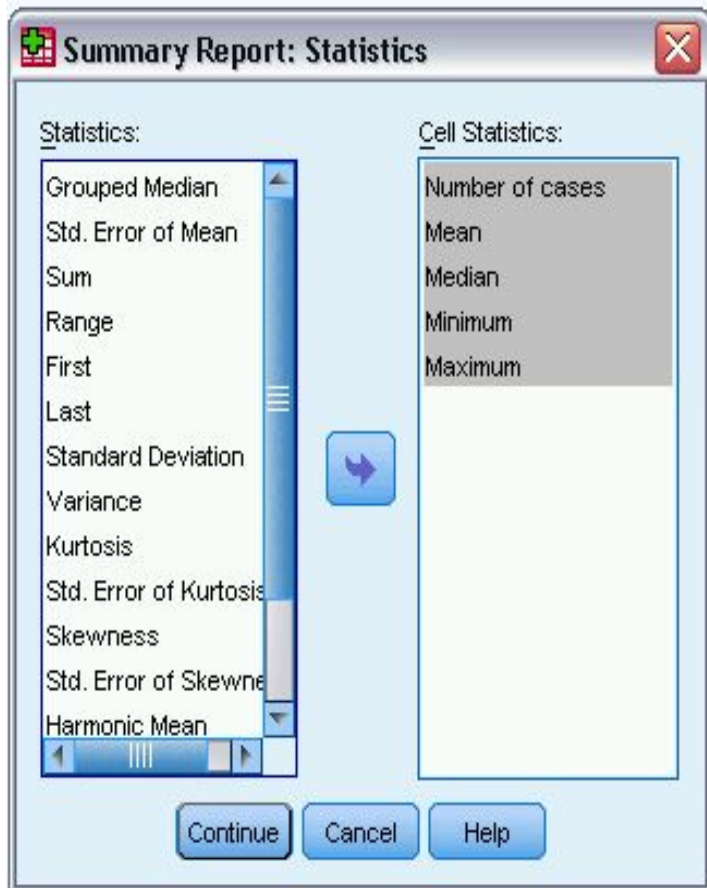 Summary Report: Statistics
Statistics:
Grouped Median
Std. Error of Mean
Sum
Range
First
Last
Standard Deviation
Variance
Kurtosis
Std. Error of Kurtosis
Skewness
Std. Error of Skewne
Harmonic Mean
Cell Statistics:
Number of cases
Mean
Median
Minimum
Maximum
Continue
Cancel
Help